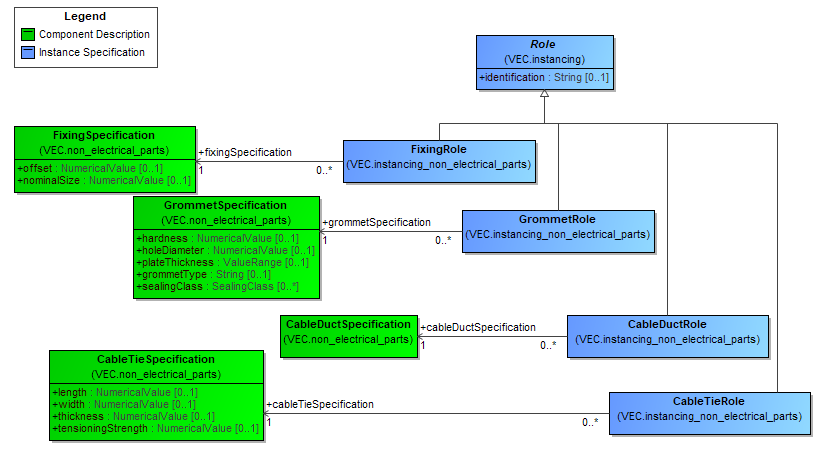 Legend
Component Description
Instance Specification
Role
(VEC.instancing)
+identification : String [0..1]
FixingSpecification
(VEC.non_electrical_parts)
+offset : NumericalValue [0..1]
+nominalSize : NumericalValue [0..1]
+fixingSpecification
1
0..*
FixingRole
(VEC.instancing_non_electrical_parts)
GrommetSpecification
(VEC.non_electrical_parts)
+hardness : NumericalValue [0..1]
+holeDiameter : NumericalValue [0..1]
+plateThickness : ValueRange [0..1]
+grommetType : String [0..1]
+sealingClass : SealingClass [0..*]
+grommetSpecification
1
0..*
GrommetRole
(VEC.instancing_non_electrical_parts)
CableDuctSpecification
(VEC.non_electrical_parts)
+cableDuctSpecification
1
0..*
CableDuctRole
(VEC.instancing_non_electrical_parts)
CableTieSpecification
(VEC.non_electrical_parts)
+length : NumericalValue [0..1]
+width : NumericalValue [0..1]
+thickness : NumericalValue [0..1]
+tensioningStrength : NumericalValue [0..1]
+cableTieSpecification
1
0..*
CableTieRole
(VEC.instancing_non_electrical_parts)